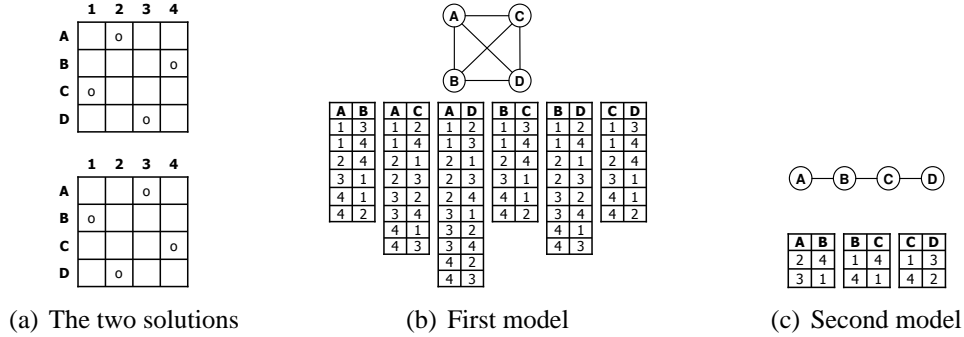 1 2 3 4
A o
B o
C o
D o
1 2 3 4
A o
B o
C o
D o
(a) The two solutions
A C
B D
A B
1 3
1 4
2 4
3 1
4 1
4 2
A C
1 2
1 4
2 1
2 3
3 2
3 4
4 1
4 3
A D
1 2
1 3
2 1
2 3
2 4
3 1
3 2
3 4
4 2
4 3
B C
1 3
1 4
2 4
3 1
4 1
4 2
B D
1 2
1 4
2 1
2 3
3 2
3 4
4 1
4 3
C D
1 3
1 4
2 4
3 1
4 1
4 2
(b) First model
A B C D
A B
2 4
3 1
B C
1 4
4 1
C D
1 3
4 2
(c) Second model